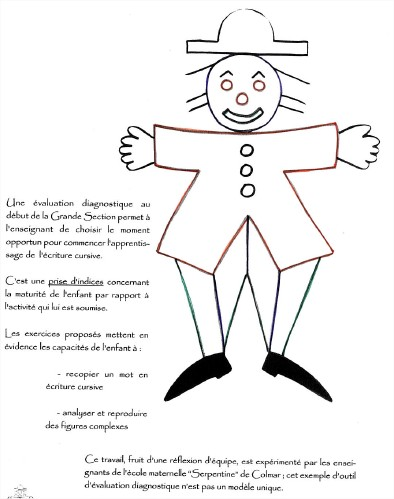 Une évaluation diagnostique au
début de la Grande Section permet à
l'enseignant de choisir le moment
opportun pour commencer l'apprentis-
sage de l'écriture cursive.
C'est une prise d'indices concernant
la maturité de l'enfant par rapport à
l'activité qui lui est soumise.
Les exercices proposés mettent en
évidence les capacités de l'enfant à :
- recopier un mot en
écriture cursive
- analyser et reproduire
des figures complexes
Ce travail, fruit d'une réflexion d'équipe, est expérimenté par les ensei-
gnants de l'école maternelle "Serpentine" de Colmar ; cet exemple d'outil
d'évaluation diagnostique n'est pas un modèle unique.